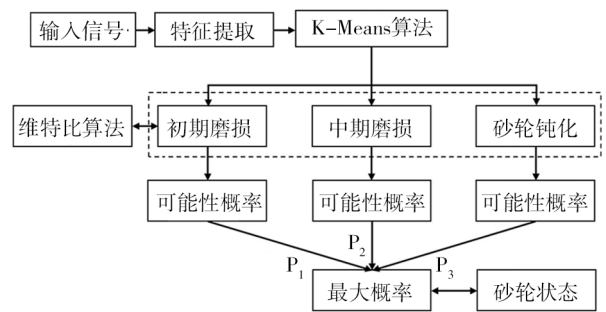 输入信号·
特征提取
K-Means算法
维特比算法
初期磨损
中期磨损
砂轮钝化
可能性概率
可能性概率
可能性概率
P1
P2
P3
最大概率
砂轮状态